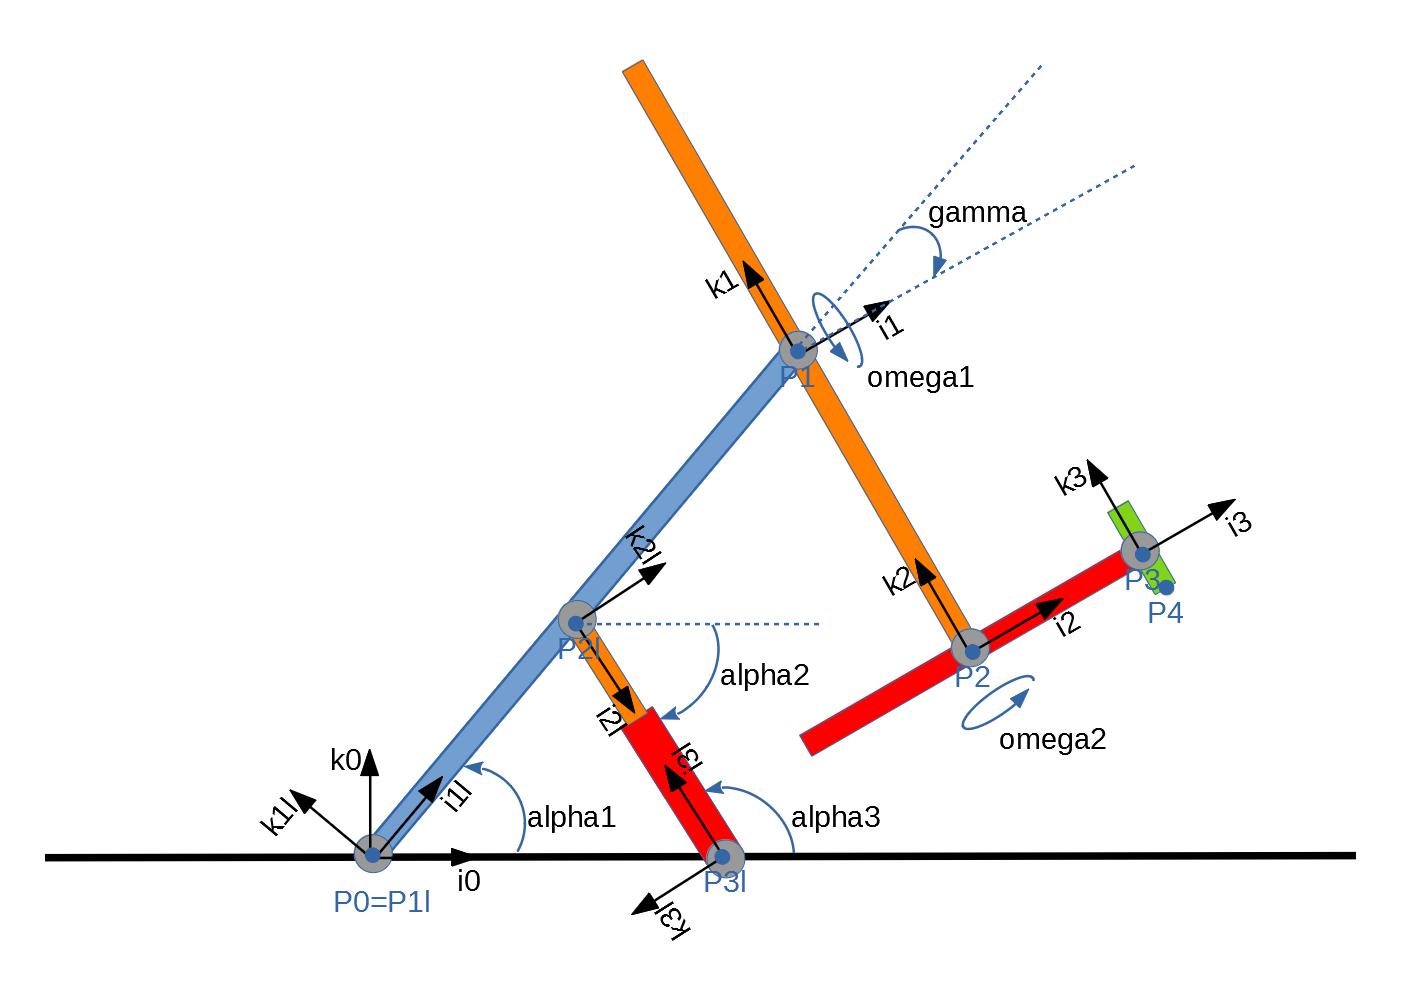 gamma
k1
i1
P1
omega1
k3
i3
P3
P4
k2l
k2
i2
P2l
P2
alpha2
i2l
omega2
k0
i3l
k1l
i1l
alpha1
alpha3
i0
P0=P1l
P3l
k3l